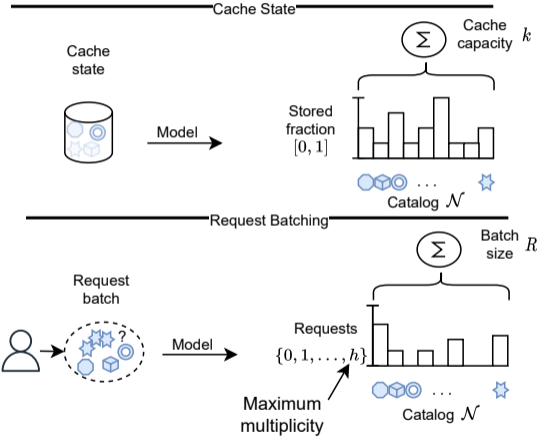 Cache State
Cache
state
Model
Cache
capacity k
Σ
Stored
fraction
[0, 1]
...
Catalog 𝒩
Request Batching
Request
batch
?
Model
Batch
size R
Σ
Requests
{0, 1, ..., h}
Maximum
multiplicity
...
Catalog 𝒩